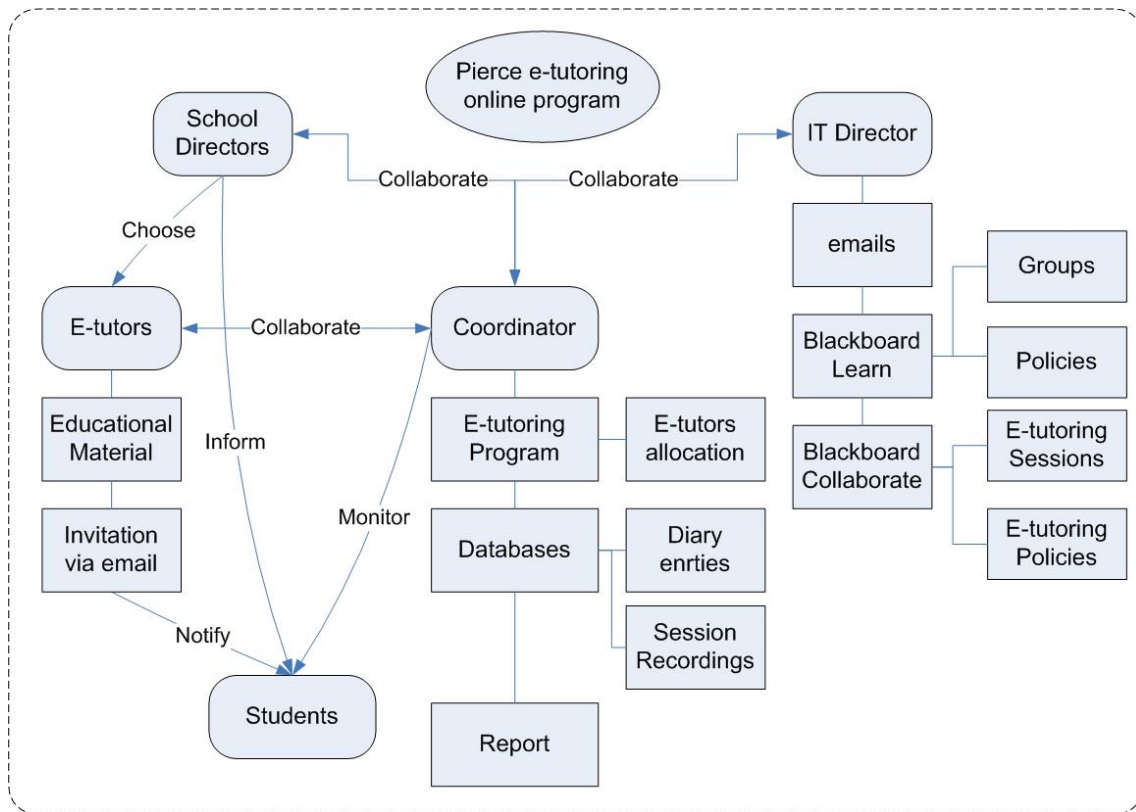 Pierce e-tutoring
online program
School
Directors
IT Director
Collaborate
Collaborate
Choose
emails
Groups
E-tutors
Collaborate
Coordinator
Blackboard
Learn
Policies
Educational
Material
Inform
E-tutoring
Program
E-tutors
allocation
Blackboard
Collaborate
E-tutoring
Sessions
Monitor
Invitation
via email
Databases
Diary
enrties
E-tutoring
Policies
Notify
Session
Recordings
Students
Report